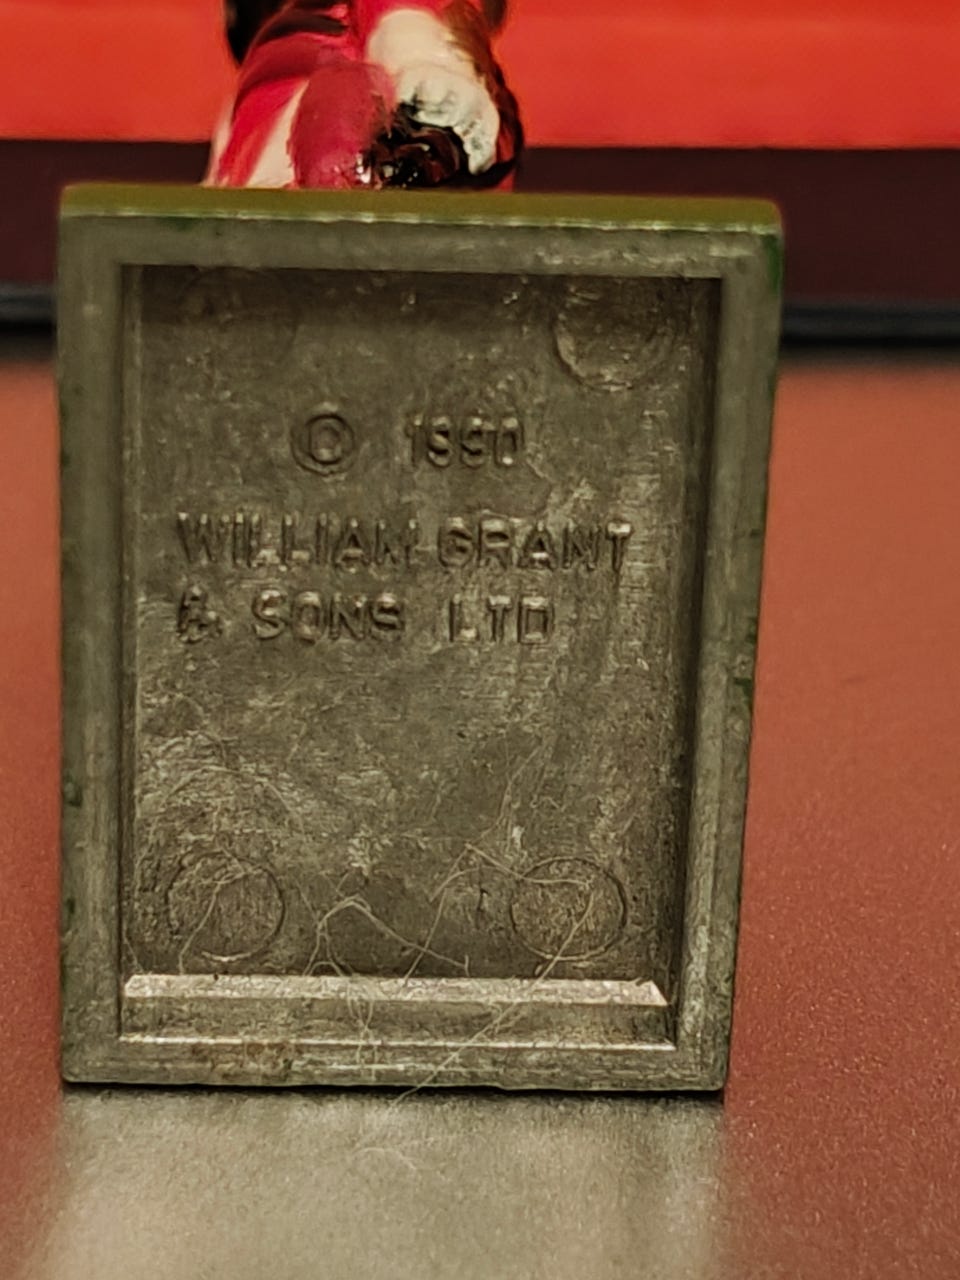 © 1990
WILLIAM GRANT
& SONS LTD